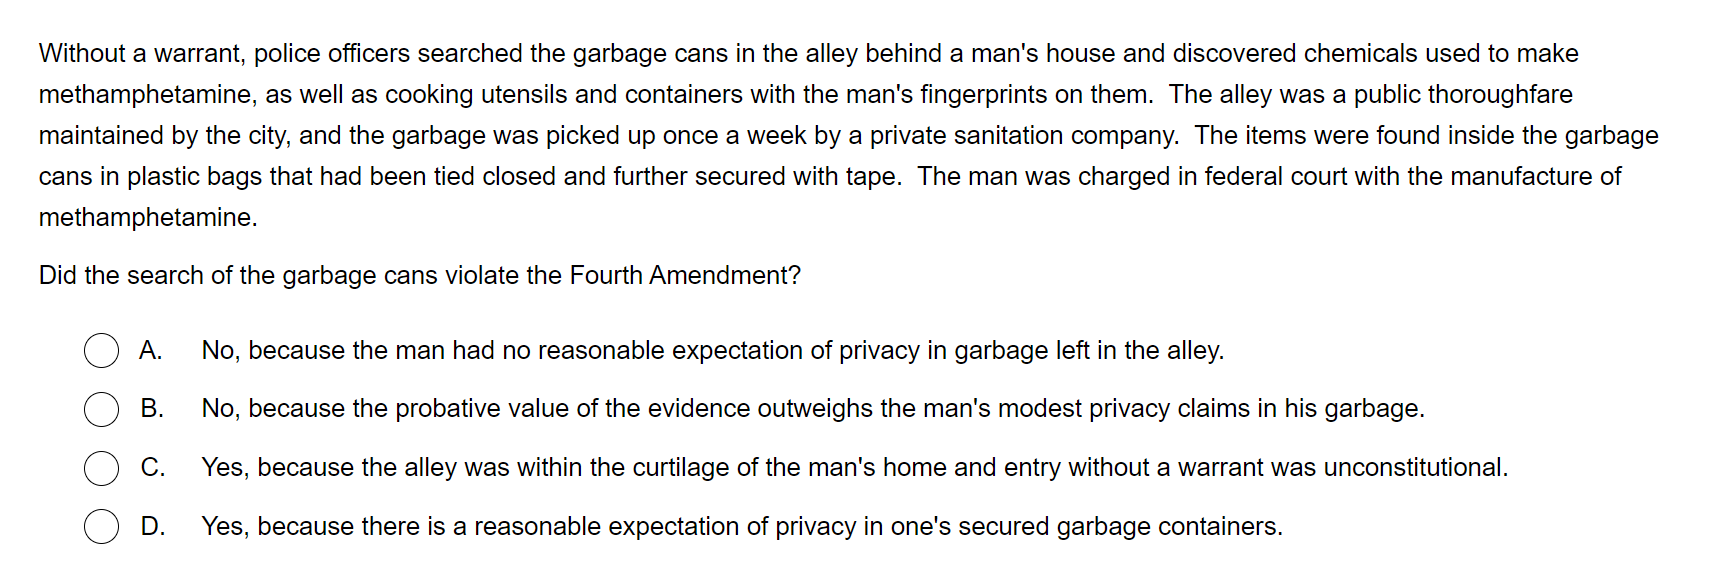 Without a warrant, police officers searched the garbage cans in the alley behind a man's house and discovered chemicals used to make
methamphetamine, as well as cooking utensils and containers with the man's fingerprints on them.  The alley was a public thoroughfare
maintained by the city, and the garbage was picked up once a week by a private sanitation company.  The items were found inside the garbage
cans in plastic bags that had been tied closed and further secured with tape.  The man was charged in federal court with the manufacture of
methamphetamine.
Did the search of the garbage cans violate the Fourth Amendment?
A. No, because the man had no reasonable expectation of privacy in garbage left in the alley.
B. No, because the probative value of the evidence outweighs the man's modest privacy claims in his garbage.
C. Yes, because the alley was within the curtilage of the man's home and entry without a warrant was unconstitutional.
D. Yes, because there is a reasonable expectation of privacy in one's secured garbage containers.